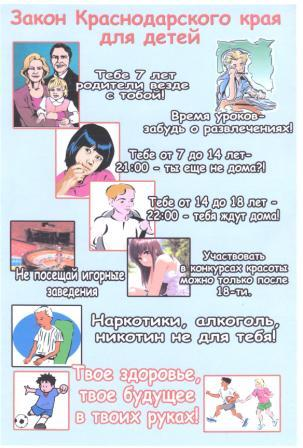 Закон Краснодарского края
для детей
Тебе 7 лет
родители везде
с тобой!
Время уроков-
забудь о развлечениях!
Тебе от 7 до 14 лет-
21:00 - ты еще не дома?!
Тебе от 14 до 18 лет -
22:00 - тебя ждут дома!
Не посещай игорные
заведения
Участвовать
в конкурсах красоты
можно только после
18-ти.
Наркотики, алкоголь,
никотин не для тебя!
Твое здоровье,
твое будущее
в твоих руках!